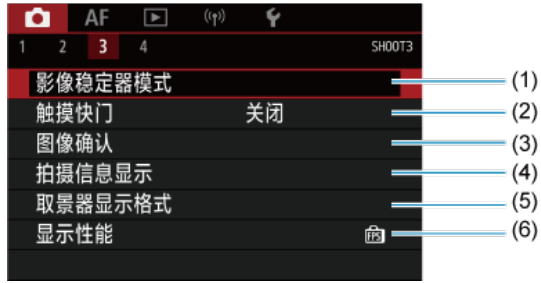 AF
1 2 3 4 SHOOT3
影像稳定器模式 (1)
触摸快门 关闭 (2)
图像确认 (3)
拍摄信息显示 (4)
取景器显示格式 (5)
显示性能 FPS (6)